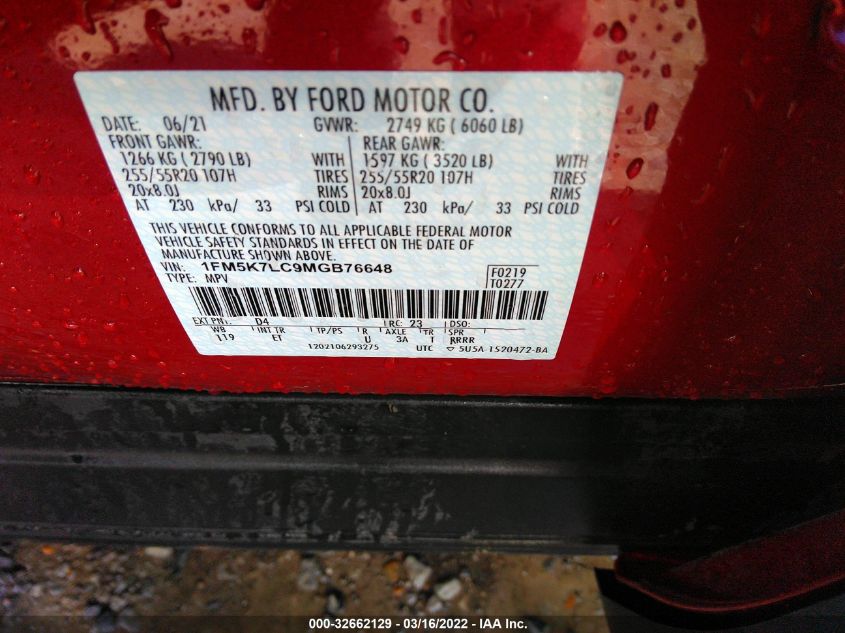 MFD. BY FORD MOTOR CO.
DATE: 06/21 GVWR: 2749 KG ( 6060 LB)
FRONT GAWR: REAR GAWR:
1266 KG ( 2790 LB) WITH 1597 KG ( 3520 LB) WITH
255/55R20 107H TIRES 255/55R20 107H TIRES
20x8.0J RIMS 20x8.0J RIMS
AT 230 kPa/ 33 PSI COLD AT 230 kPa/ 33 PSI COLD
THIS VEHICLE CONFORMS TO ALL APPLICABLE FEDERAL MOTOR
VEHICLE SAFETY STANDARDS IN EFFECT ON THE DATE OF
MANUFACTURE SHOWN ABOVE.
VIN: 1FM5K7LC9MGB76648 F0219
TYPE: MPV T0277
EXT PNT: D4 RC: 23 DSO:
WB INT TR TP/PS R AXLE TR SPR
119 ET U 3A T RRRR
1202106293275 UTC ▽ 5U5A 1520472-BA
000-32662129 - 03/16/2022 - IAA Inc.